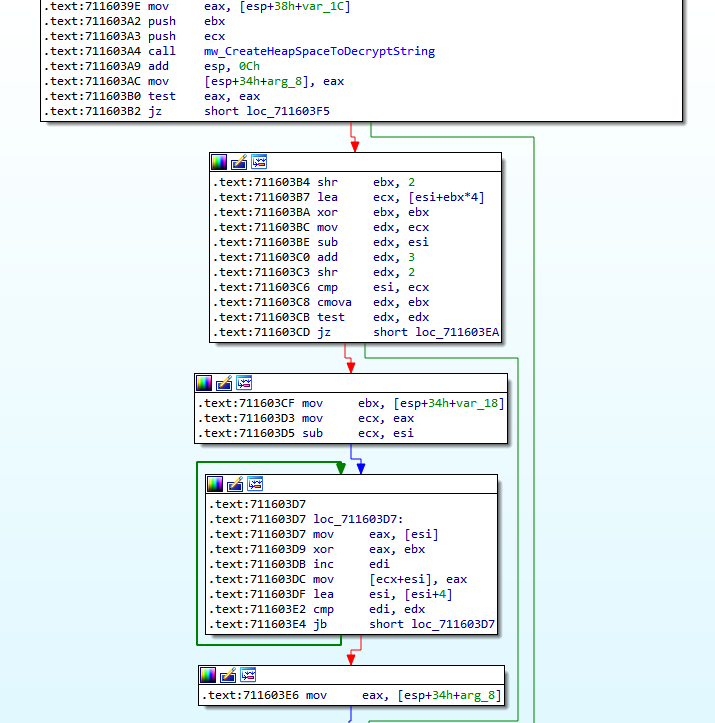 .text:7116039E mov eax, [esp+38h+var_1C]
.text:711603A2 push ebx
.text:711603A3 push ecx
.text:711603A4 call mw_CreateHeapSpaceToDecryptString
.text:711603A9 add esp, 0Ch
.text:711603AC mov [esp+34h+arg_8], eax
.text:711603B0 test eax, eax
.text:711603B2 jz short loc_711603F5
.text:711603B4 shr ebx, 2
.text:711603B7 lea ecx, [esi+ebx*4]
.text:711603BA xor ebx, ebx
.text:711603BC mov edx, ecx
.text:711603BE sub edx, esi
.text:711603C0 add edx, 3
.text:711603C3 shr edx, 2
.text:711603C6 cmp esi, ecx
.text:711603C8 cmova edx, ebx
.text:711603CB test edx, edx
.text:711603CD jz short loc_711603EA
.text:711603CF mov ebx, [esp+34h+var_18]
.text:711603D3 mov ecx, eax
.text:711603D5 sub ecx, esi
.text:711603D7
.text:711603D7 loc_711603D7:
.text:711603D7 mov eax, [esi]
.text:711603D9 xor eax, ebx
.text:711603DB inc edi
.text:711603DC mov [ecx+esi], eax
.text:711603DF lea esi, [esi+4]
.text:711603E2 cmp edi, edx
.text:711603E4 jb short loc_711603D7
.text:711603E6 mov eax, [esp+34h+arg_8]